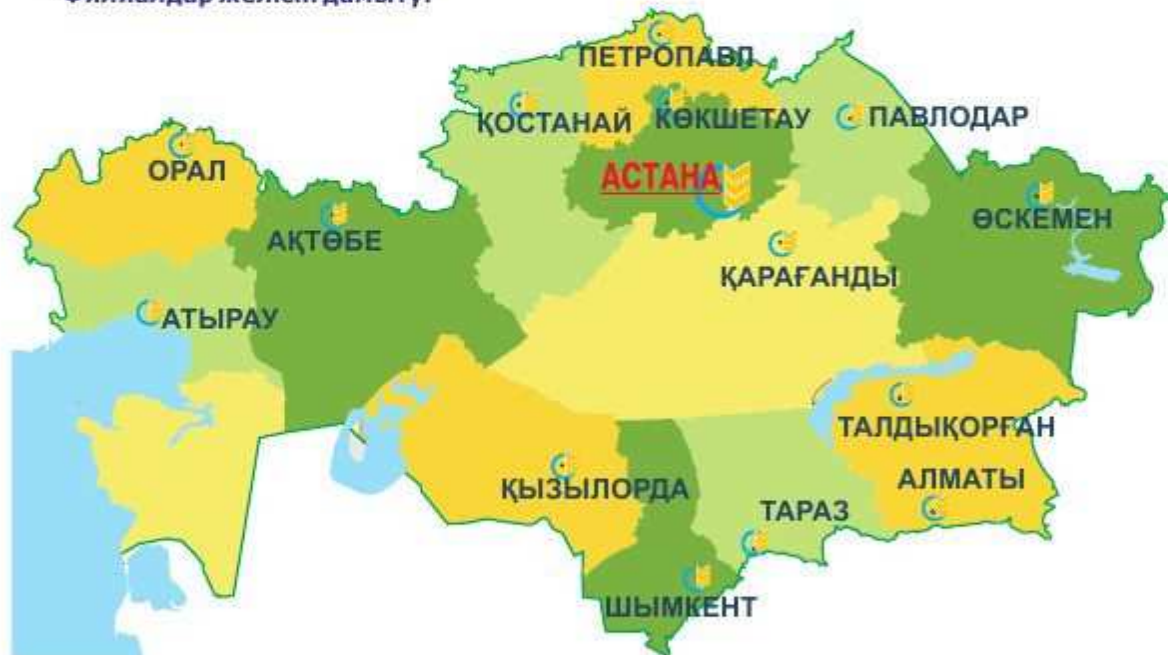 ПЕТРОПАВЛ
ҚОСТАНАЙ
КӨКШЕТАУ
ПАВЛОДАР
ОРАЛ
АСТАНА
ӨСКЕМЕН
АҚТӨБЕ
ҚАРАҒАНДЫ
АТЫРАУ
ТАЛДЫҚОРҒАН
АЛМАТЫ
ҚЫЗЫЛОРДА
ТАРАЗ
ШЫМКЕНТ